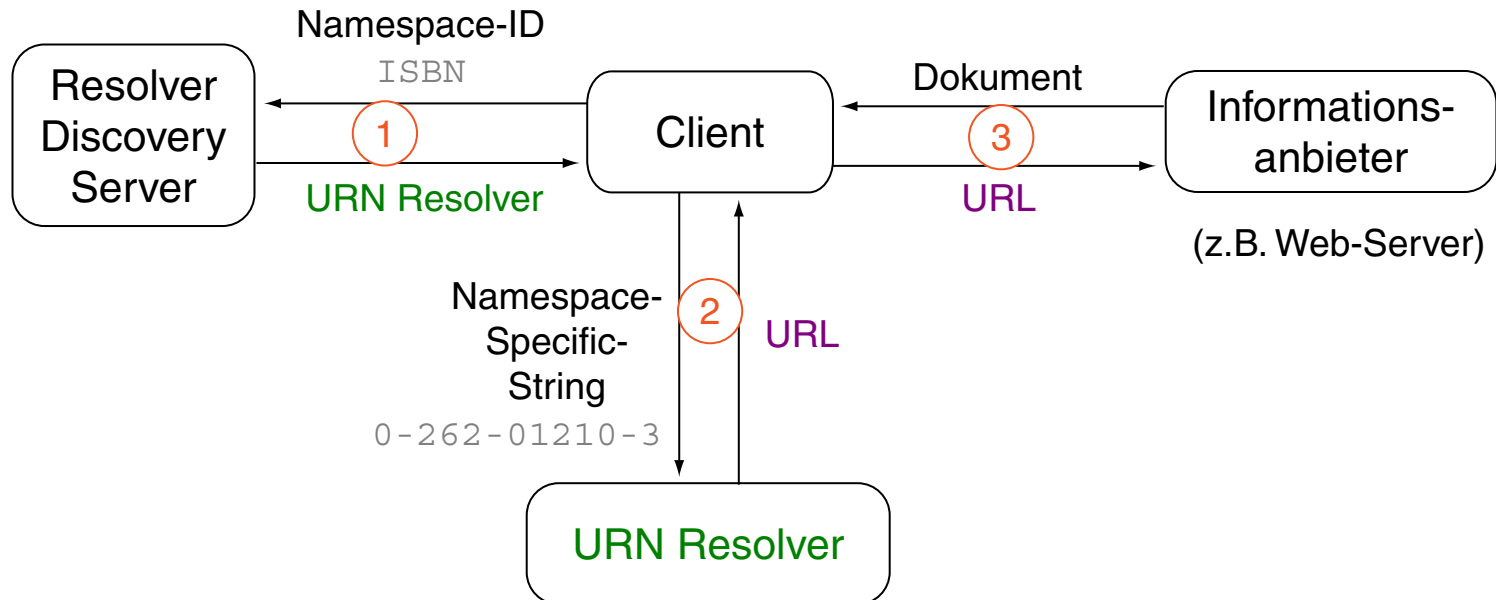 Namespace-ID
ISBN
Resolver
Discovery
Server
1
URN Resolver
Client
Dokument
3
URL
Informations-
anbieter
(z.B. Web-Server)
Namespace-
Specific-
String
0-262-01210-3
2
URL
URN Resolver